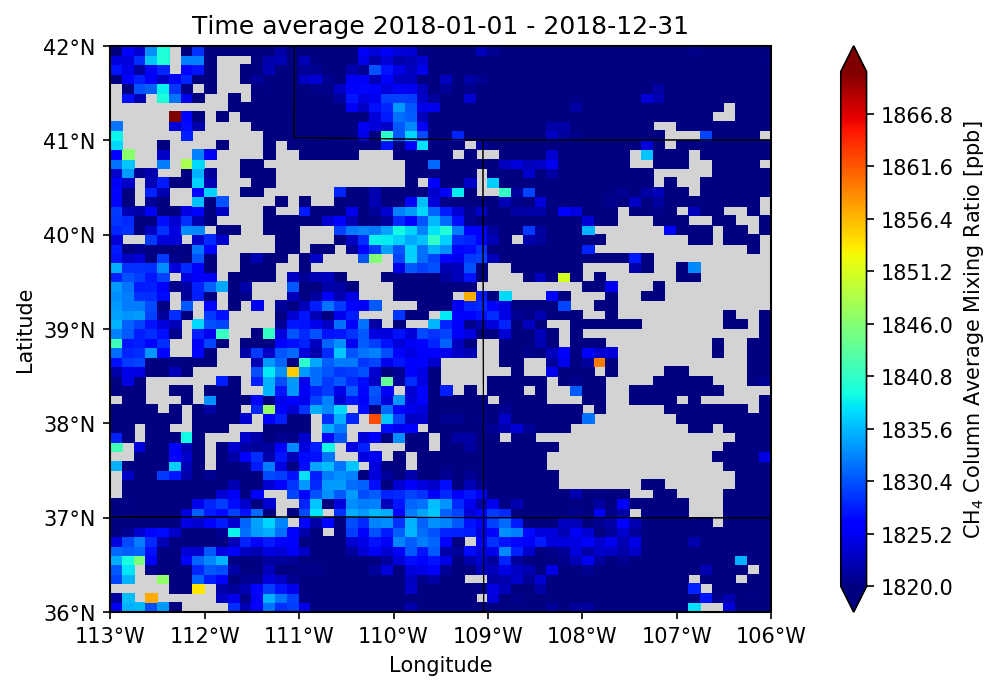 Time average 2018-01-01 - 2018-12-31
42°N
41°N
40°N
39°N
38°N
37°N
36°N
Latitude
113°W 112°W 111°W 110°W 109°W 108°W 107°W 106°W
Longitude
1866.8
1861.6
1856.4
1851.2
1846.0
1840.8
1835.6
1830.4
1825.2
1820.0
CH₄ Column Average Mixing Ratio [ppb]